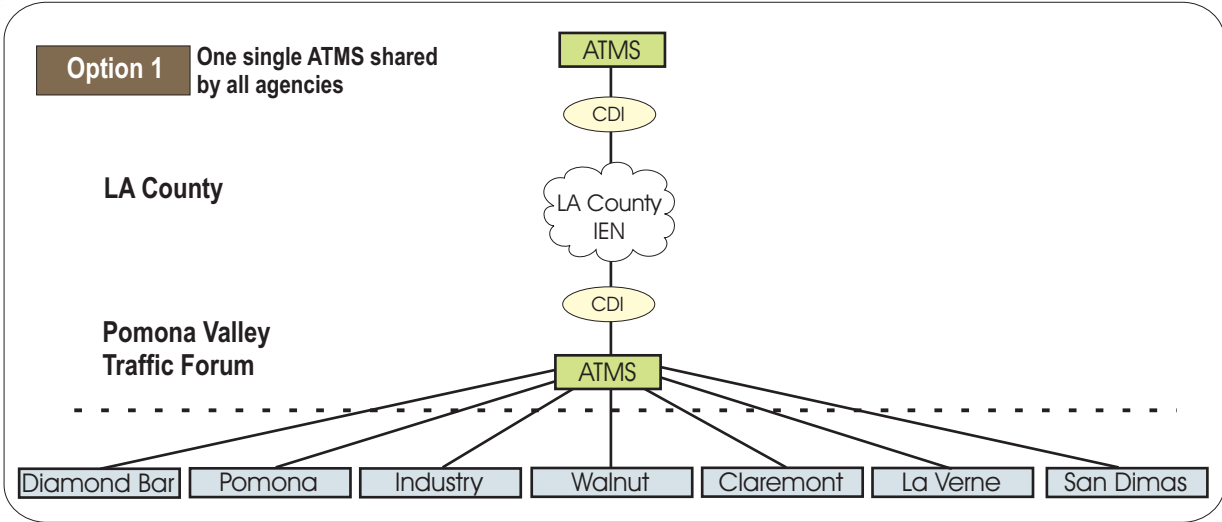 Option 1
One single ATMS shared
by all agencies
ATMS
CDI
LA County
LA County
IEN
CDI
Pomona Valley
Traffic Forum
ATMS
Diamond Bar
Pomona
Industry
Walnut
Claremont
La Verne
San Dimas